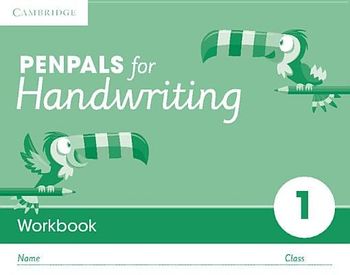 CAMBRIDGE
PENPALS for
Handwriting
1
Workbook
Name Class